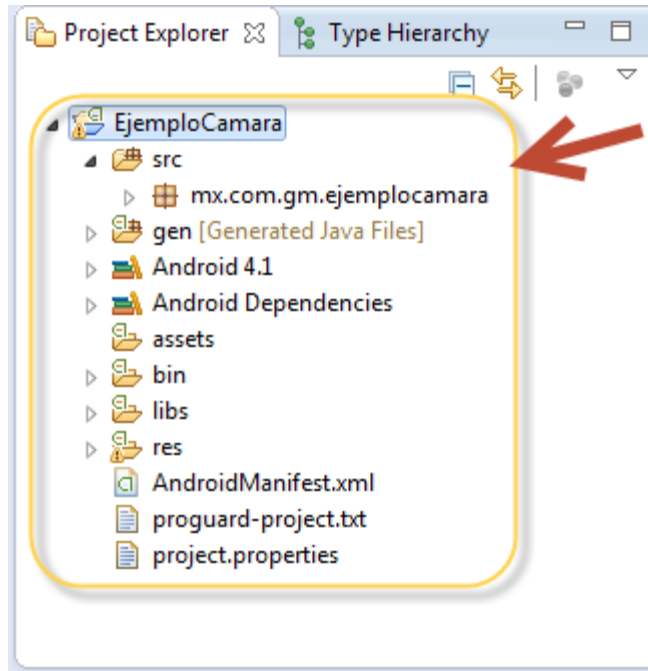 Project Explorer Type Hierarchy
EjemploCamara
src
mx.com.gm.ejemplocamara
gen [Generated Java Files]
Android 4.1
Android Dependencies
assets
bin
libs
res
AndroidManifest.xml
proguard-project.txt
project.properties